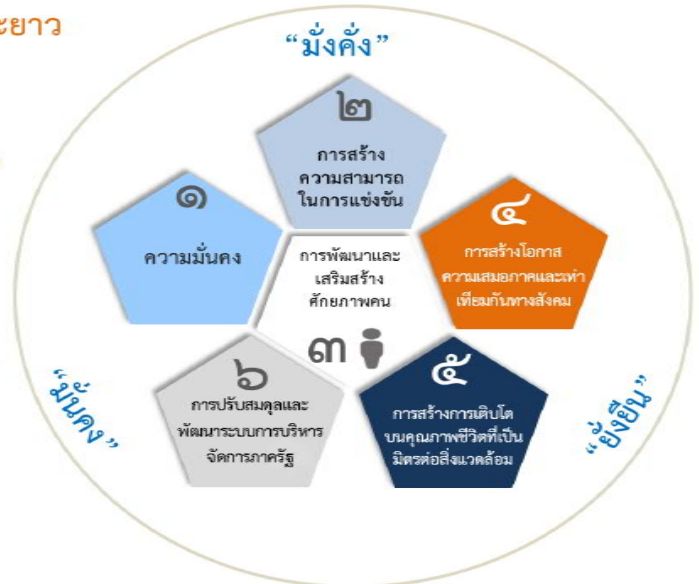 ะยาว
“มั่งคั่ง”
๒
การสร้าง
ความสามารถ
ในการแข่งขัน
๑
ความมั่นคง
๔
การสร้างโอกาส
ความเสมอภาคและเท่า
เทียมกันทางสังคม
การพัฒนาและ
เสริมสร้าง
ศักยภาพคน
๓
๖
การปรับสมดุลและ
พัฒนาระบบการบริหาร
จัดการภาครัฐ
๕
การสร้างการเติบโต
บนคุณภาพชีวิตที่เป็น
มิตรต่อสิ่งแวดล้อม
“มั่นคง”
“ยั่งยืน”